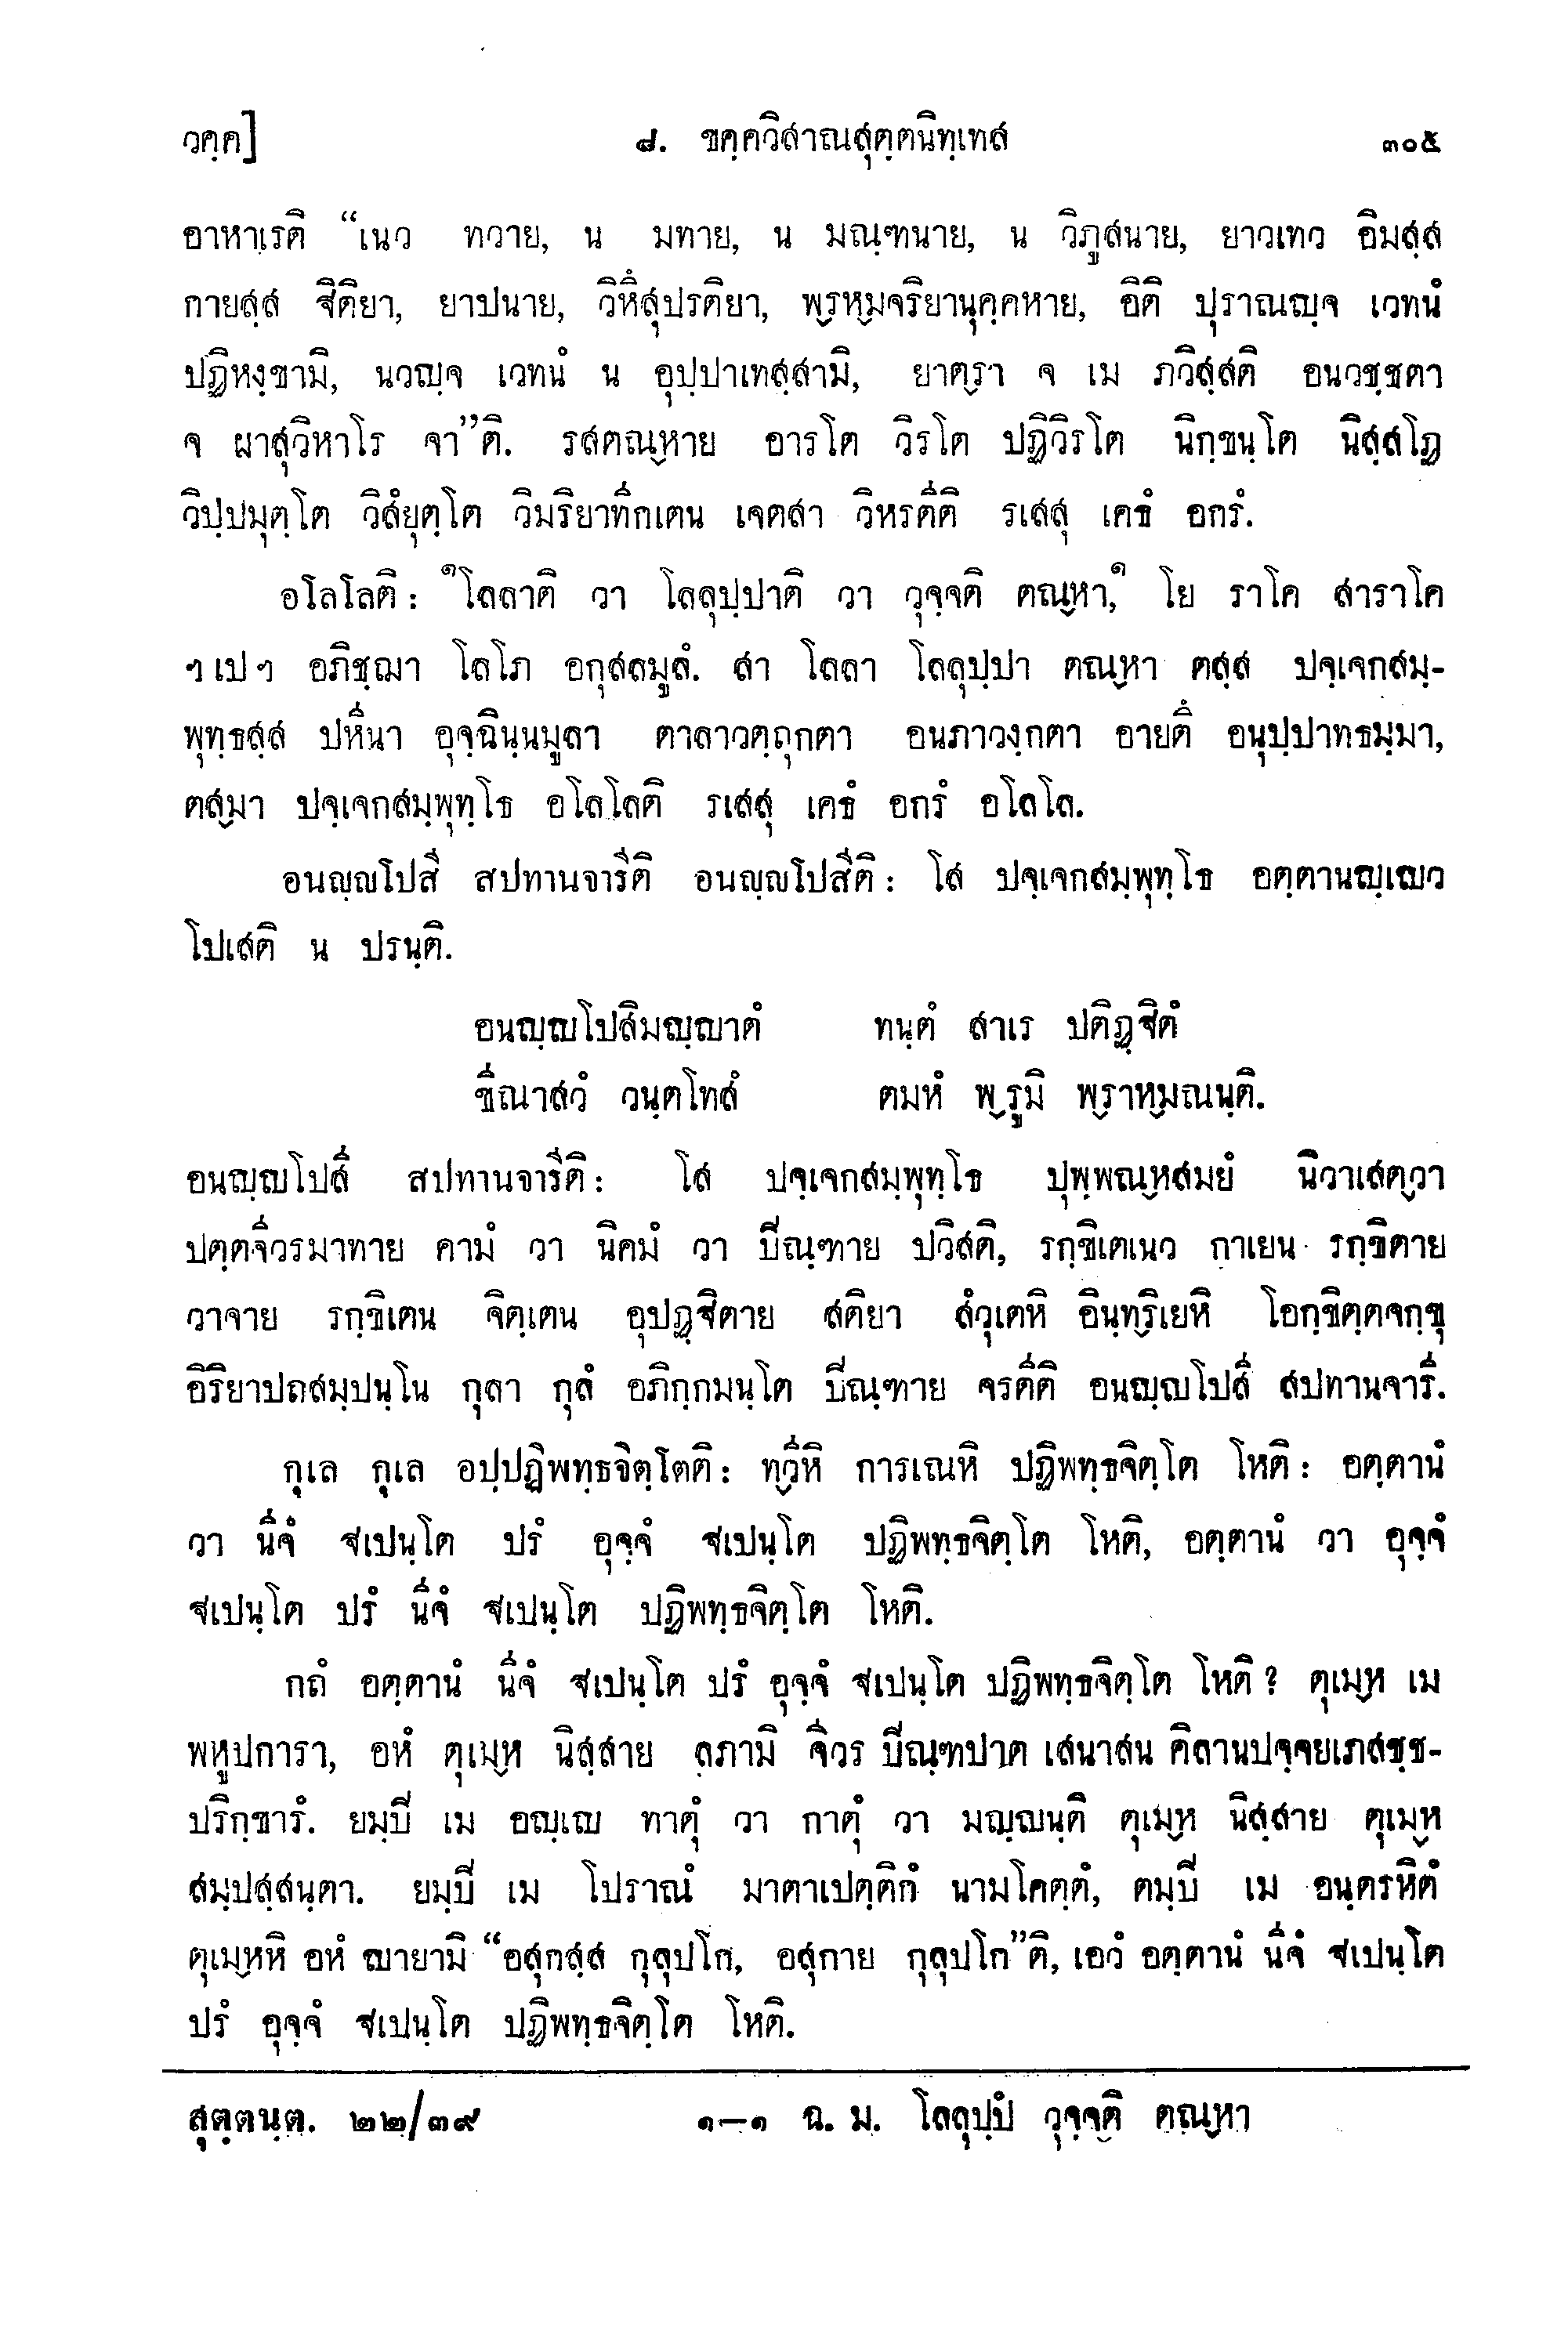 วคฺค]	๘. ขคฺควิสาณสุตฺตนิทฺเทส	๓๐๕
อาหาเรติ “เนว ทวาย, น มทาย, น มณฺฑนาย, น วิภูสนาย, ยาวเทว อิมสฺส
กายสฺส ฐิติยา, ยาปนาย, วิหึสุปรติยา, พฺรหฺมจริยานุคฺคหาย, อิติ ปุราณญฺจ เวทนํ
ปฏิหงฺขามิ, นวญฺจ เวทนํ น อุปฺปาเทสฺสามิ, ยาตฺรา จ เม ภวิสฺสติ อนวชฺชตา
จ ผาสุวิหาโร จา”ติ. รสตณฺหาย อารโต วิรโต ปฏิวิรโต นิกฺขนฺโต นิสฺสโฏ
วิปฺปมุตฺโต วิสํยุตฺโต วิมริยาทีกเตน เจตสา วิหรตีติ รเสสุ เคธํ อกรํ.
อโลโลติ: ๑โลลาติ วา โลลุปฺปาติ วา วุจฺจติ ตณฺหา,๑ โย ราโค สาราโค
ฯเปฯ อภิชฺฌา โลโภ อกุสลมูลํ. สา โลลา โลลุปฺปา ตณฺหา ตสฺส ปจฺเจกสมฺ-
พุทฺธสฺส ปหีนา อุจฺฉินฺนมูลา ตาลาวตฺถุกตา อนภาวงฺกตา อายตึ อนุปฺปาทธมฺมา,
ตสฺมา ปจฺเจกสมฺพุทฺโธ อโลโลติ รเสสุ เคธํ อกรํ อโลโล.
อนญฺญโปสี สปทานจารีติ อนญฺญโปสีติ: โส ปจฺเจกสมฺพุทฺโธ อตฺตานญฺเญว
โปเสติ น ปรนฺติ.
อนญฺญโปสิมญฺญาตํ ทนฺตํ สาเร ปติฏฺฐิตํ
ขีณาสวํ วนฺตโทสํ ตมหํ พฺรูมิ พฺราหฺมณนฺติ.
อนญฺญโปสี สปทานจารีติ: โส ปจฺเจกสมฺพุทฺโธ ปุพฺพณฺหสมยํ นิวาเสตฺวา
ปตฺตจีวรมาทาย คามํ วา นิคมํ วา ปิณฺฑาย ปวิสติ, รกฺขิเตเนว กาเยน รกฺขิตาย
วาจาย รกฺขิเตน จิตฺเตน อุปฏฺฐิตาย สติยา สํวุเตหิ อินฺทฺริเยหิ โอกฺขิตฺตจกฺขุ
อิริยาปถสมฺปนฺโน กุลา กุลํ อภิกฺกมนฺโต ปิณฺฑาย จรตีติ อนญฺญโปสี สปทานจารี.
กุเล กุเล อปฺปฏิพทฺธจิตฺโตติ: ทฺวีหิ การเณหิ ปฏิพทฺธจิตฺโต โหติ: อตฺตานํ
วา นีจํ ฐเปนฺโต ปรํ อุจฺจํ ฐเปนฺโต ปฏิพทฺธจิตฺโต โหติ, อตฺตานํ วา อุจฺจํ
ฐเปนฺโต ปรํ นีจํ ฐเปนฺโต ปฏิพทฺธจิตฺโต โหติ.
กถํ อตฺตานํ นีจํ ฐเปนฺโต ปรํ อุจฺจํ ฐเปนฺโต ปฏิพทฺธจิตฺโต โหติ? ตุเมฺห เม
พหูปการา, อหํ ตุเมฺห นิสฺสาย ลภามิ จีวร ปิณฺฑปาต เสนาสน คิลานปจฺจยเภสชฺช-
ปริกฺขารํ. ยมฺปิ เม อญฺเญ ทาตุํ วา กาตุํ วา มญฺญนฺติ ตุเมฺห นิสฺสาย ตุเมฺห
สมฺปสฺสนฺตา. ยมฺปิ เม โปราณํ มาตาเปตฺติกํ นามโคตฺตํ, ตมฺปิ เม อนฺตรหิตํ
ตุเมฺหหิ อหํ ญายามิ “อสุกสฺส กุลุปโก, อสุกาย กุลุปโก”ติ, เอวํ อตฺตานํ นีจํ ฐเปนฺโต
ปรํ อุจฺจํ ฐเปนฺโต ปฏิพทฺธจิตฺโต โหติ.
สุตฺตนฺต. ๒๒/๓๙	๑–๑ ฉ. ม. โลลุปฺปํ วุจฺจติ ตณฺหา